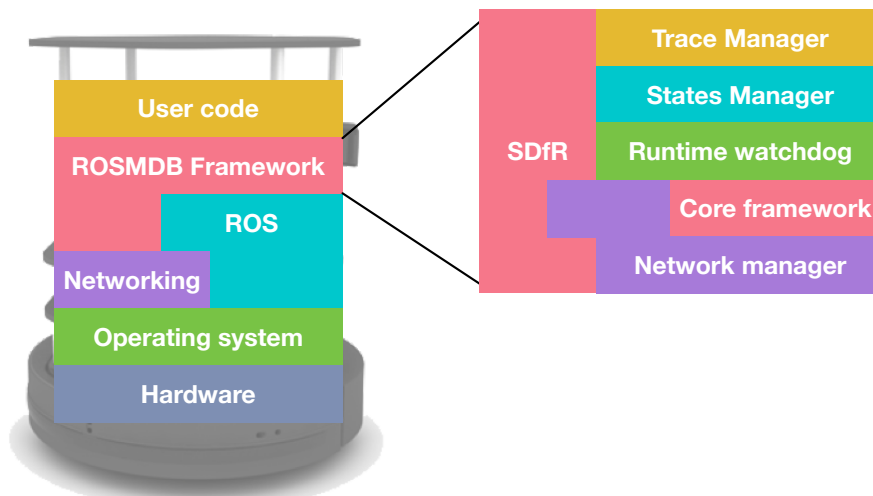 User code
ROSMDB Framework
ROS
Networking
Operating system
Hardware
Trace Manager
States Manager
SDfR
Runtime watchdog
Core framework
Network manager